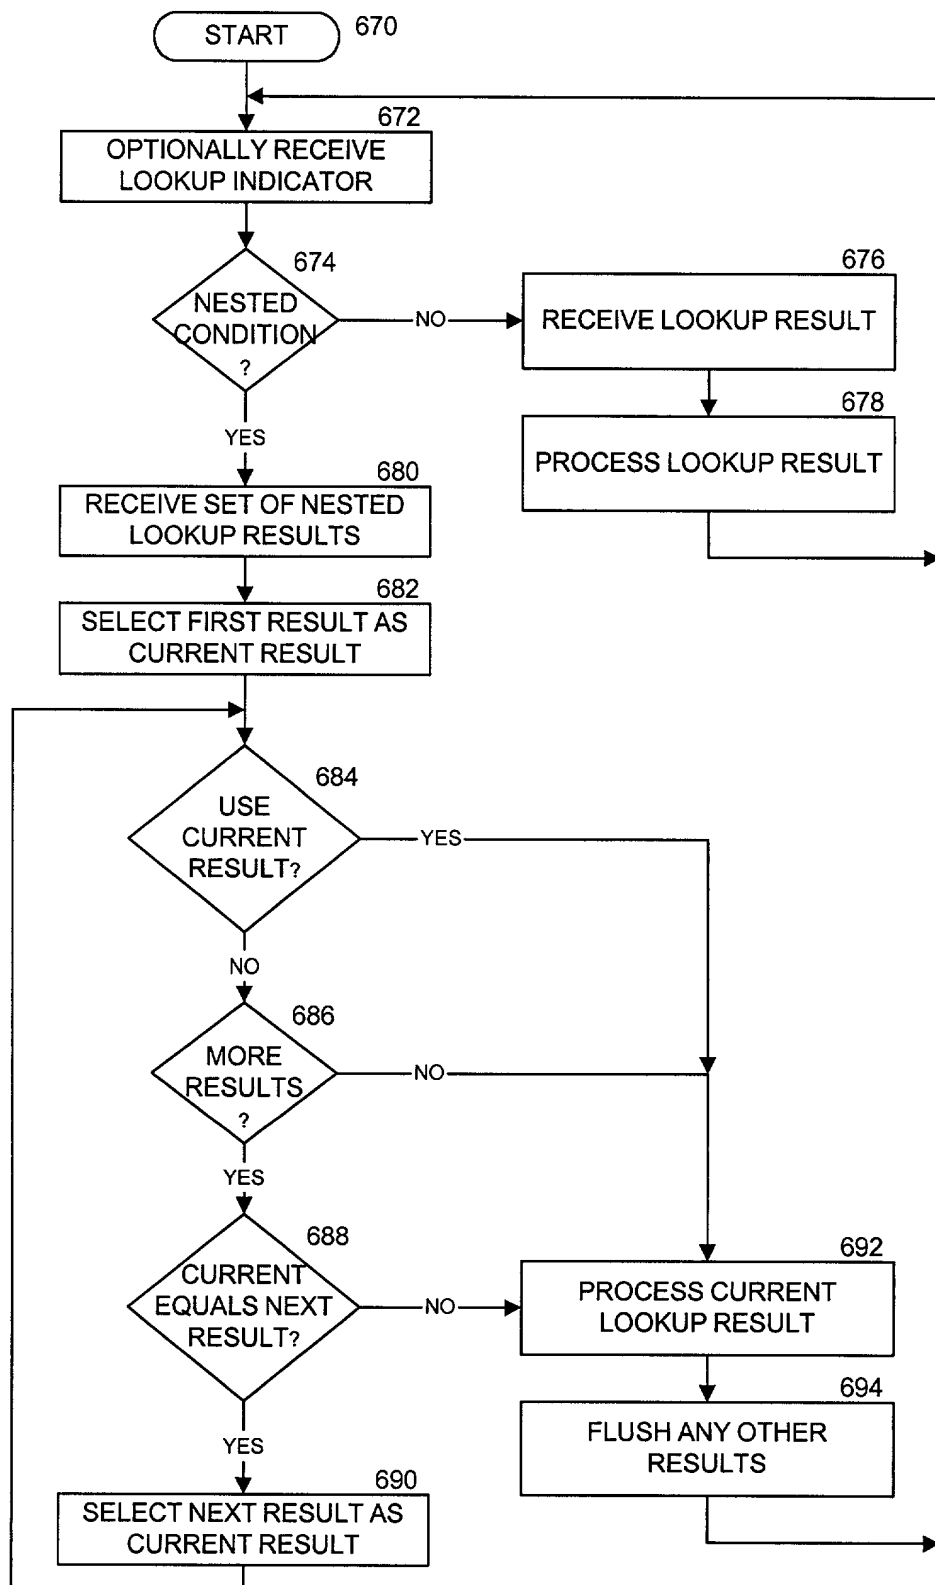 START
670
672
OPTIONALLY RECEIVE
LOOKUP INDICATOR
674
NESTED
CONDITION
?
NO
676
RECEIVE LOOKUP RESULT
678
PROCESS LOOKUP RESULT
YES
680
RECEIVE SET OF NESTED
LOOKUP RESULTS
682
SELECT FIRST RESULT AS
CURRENT RESULT
684
USE
CURRENT
RESULT?
YES
NO
686
MORE
RESULTS
?
NO
YES
688
CURRENT
EQUALS NEXT
RESULT?
NO
692
PROCESS CURRENT
LOOKUP RESULT
694
FLUSH ANY OTHER
RESULTS
YES
690
SELECT NEXT RESULT AS
CURRENT RESULT